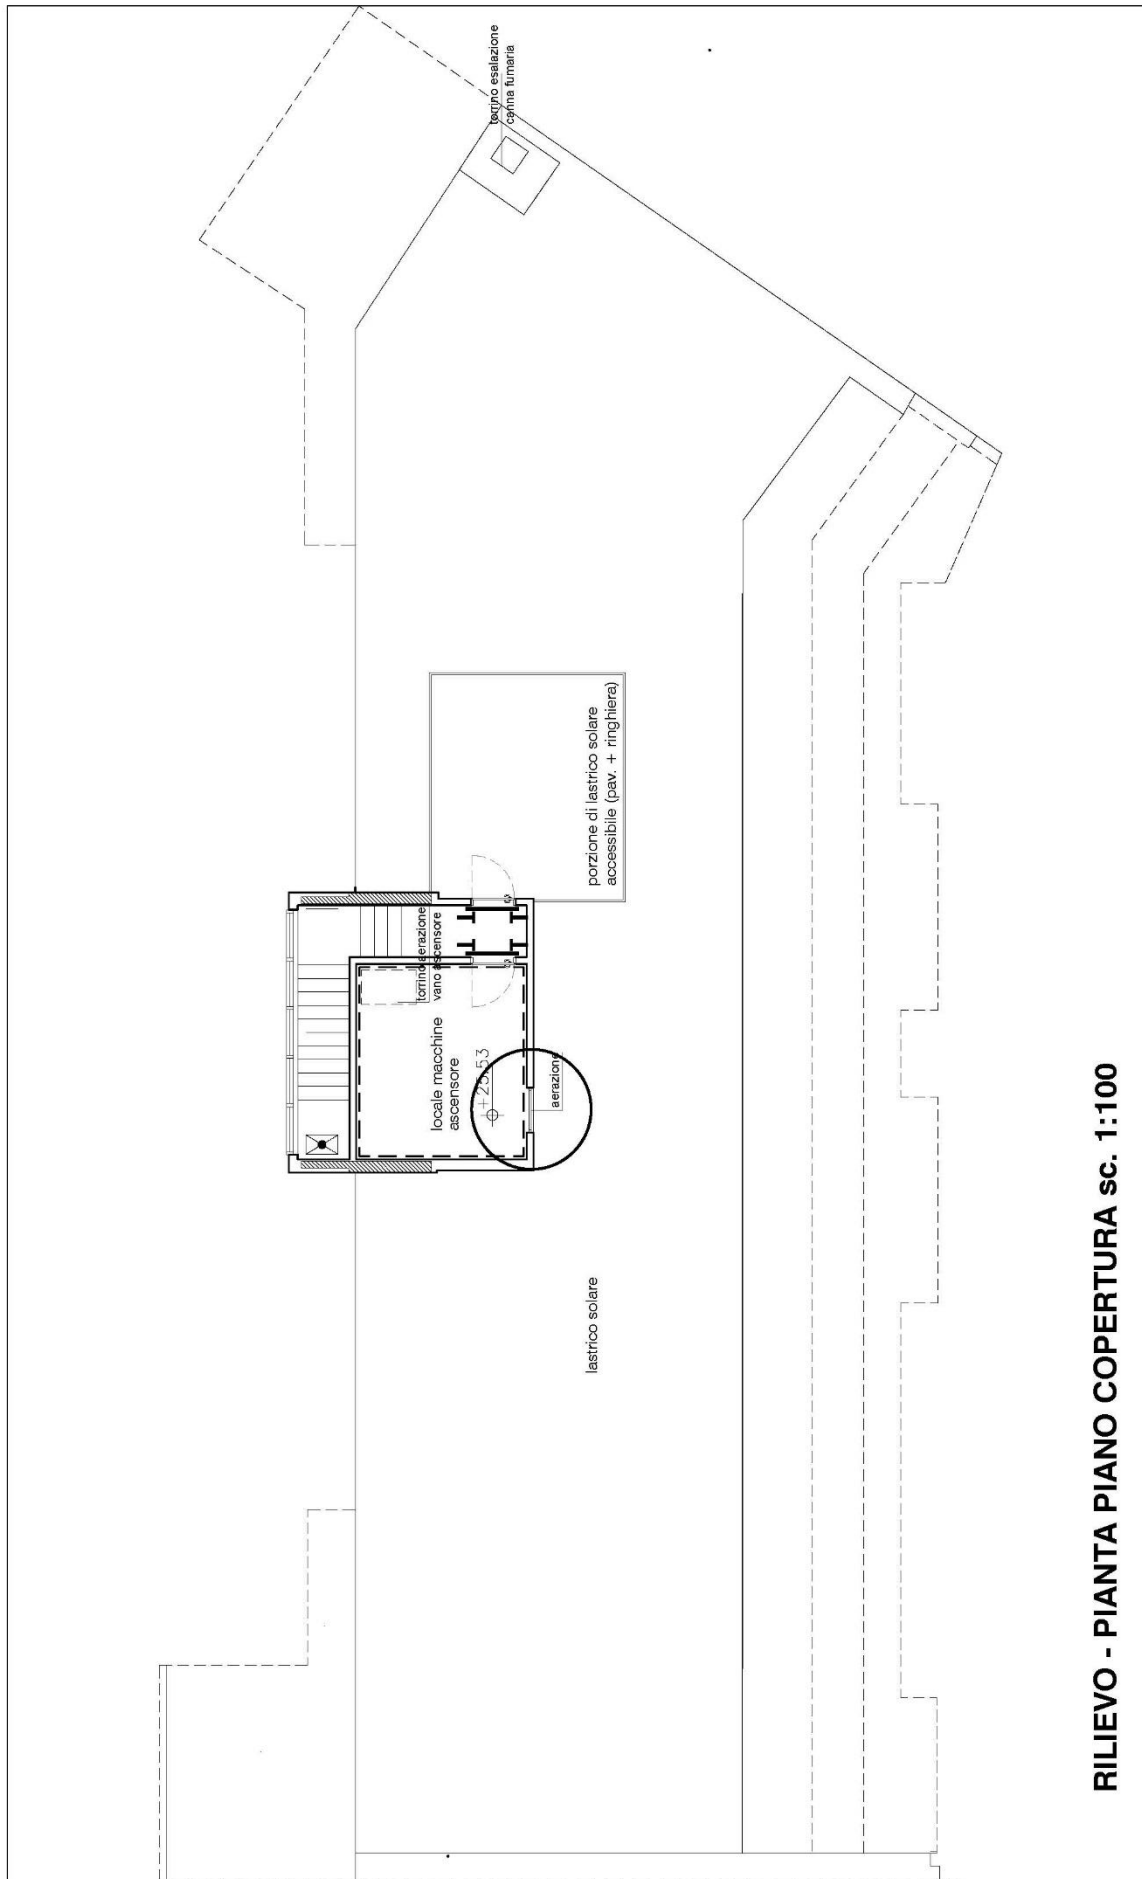 torrino esalazione
canna fumaria
porzione di lastrico solare
accessibile (pav. + ringhiera)
torrino aerazione
vano ascensore
locale macchine
ascensore
+25.53
aerazione
lastrico solare
RILIEVO - PIANTA PIANO COPERTURA sc. 1:100